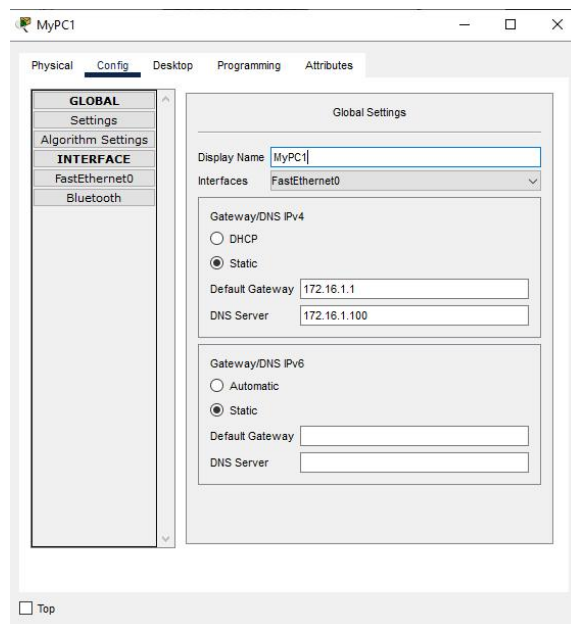 MyPC1
Physical Config Desktop Programming Attributes
GLOBAL
Settings
Algorithm Settings
INTERFACE
FastEthernet0
Bluetooth
Global Settings
Display Name MyPC1
Interfaces FastEthernet0
Gateway/DNS IPv4
DHCP
Static
Default Gateway 172.16.1.1
DNS Server 172.16.1.100
Gateway/DNS IPv6
Automatic
Static
Default Gateway
DNS Server
Top